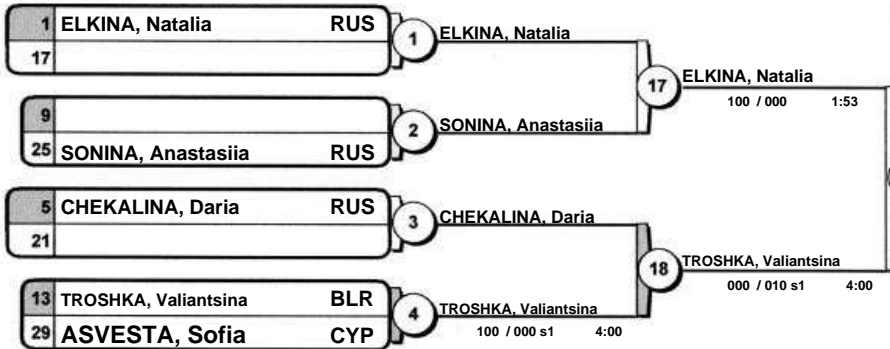 1 ELKINA, Natalia RUS
17
1
ELKINA, Natalia
9
25 SONINA, Anastasiia RUS
2
SONINA, Anastasiia
17
ELKINA, Natalia
100 / 000 1:53
5 CHEKALINA, Daria RUS
21
3
CHEKALINA, Daria
13 TROSHKA, Valiantsina BLR
29 ASVESTA, Sofia CYP
4
TROSHKA, Valiantsina
100 / 000 s1 4:00
18
TROSHKA, Valiantsina
000 / 010 s1 4:00